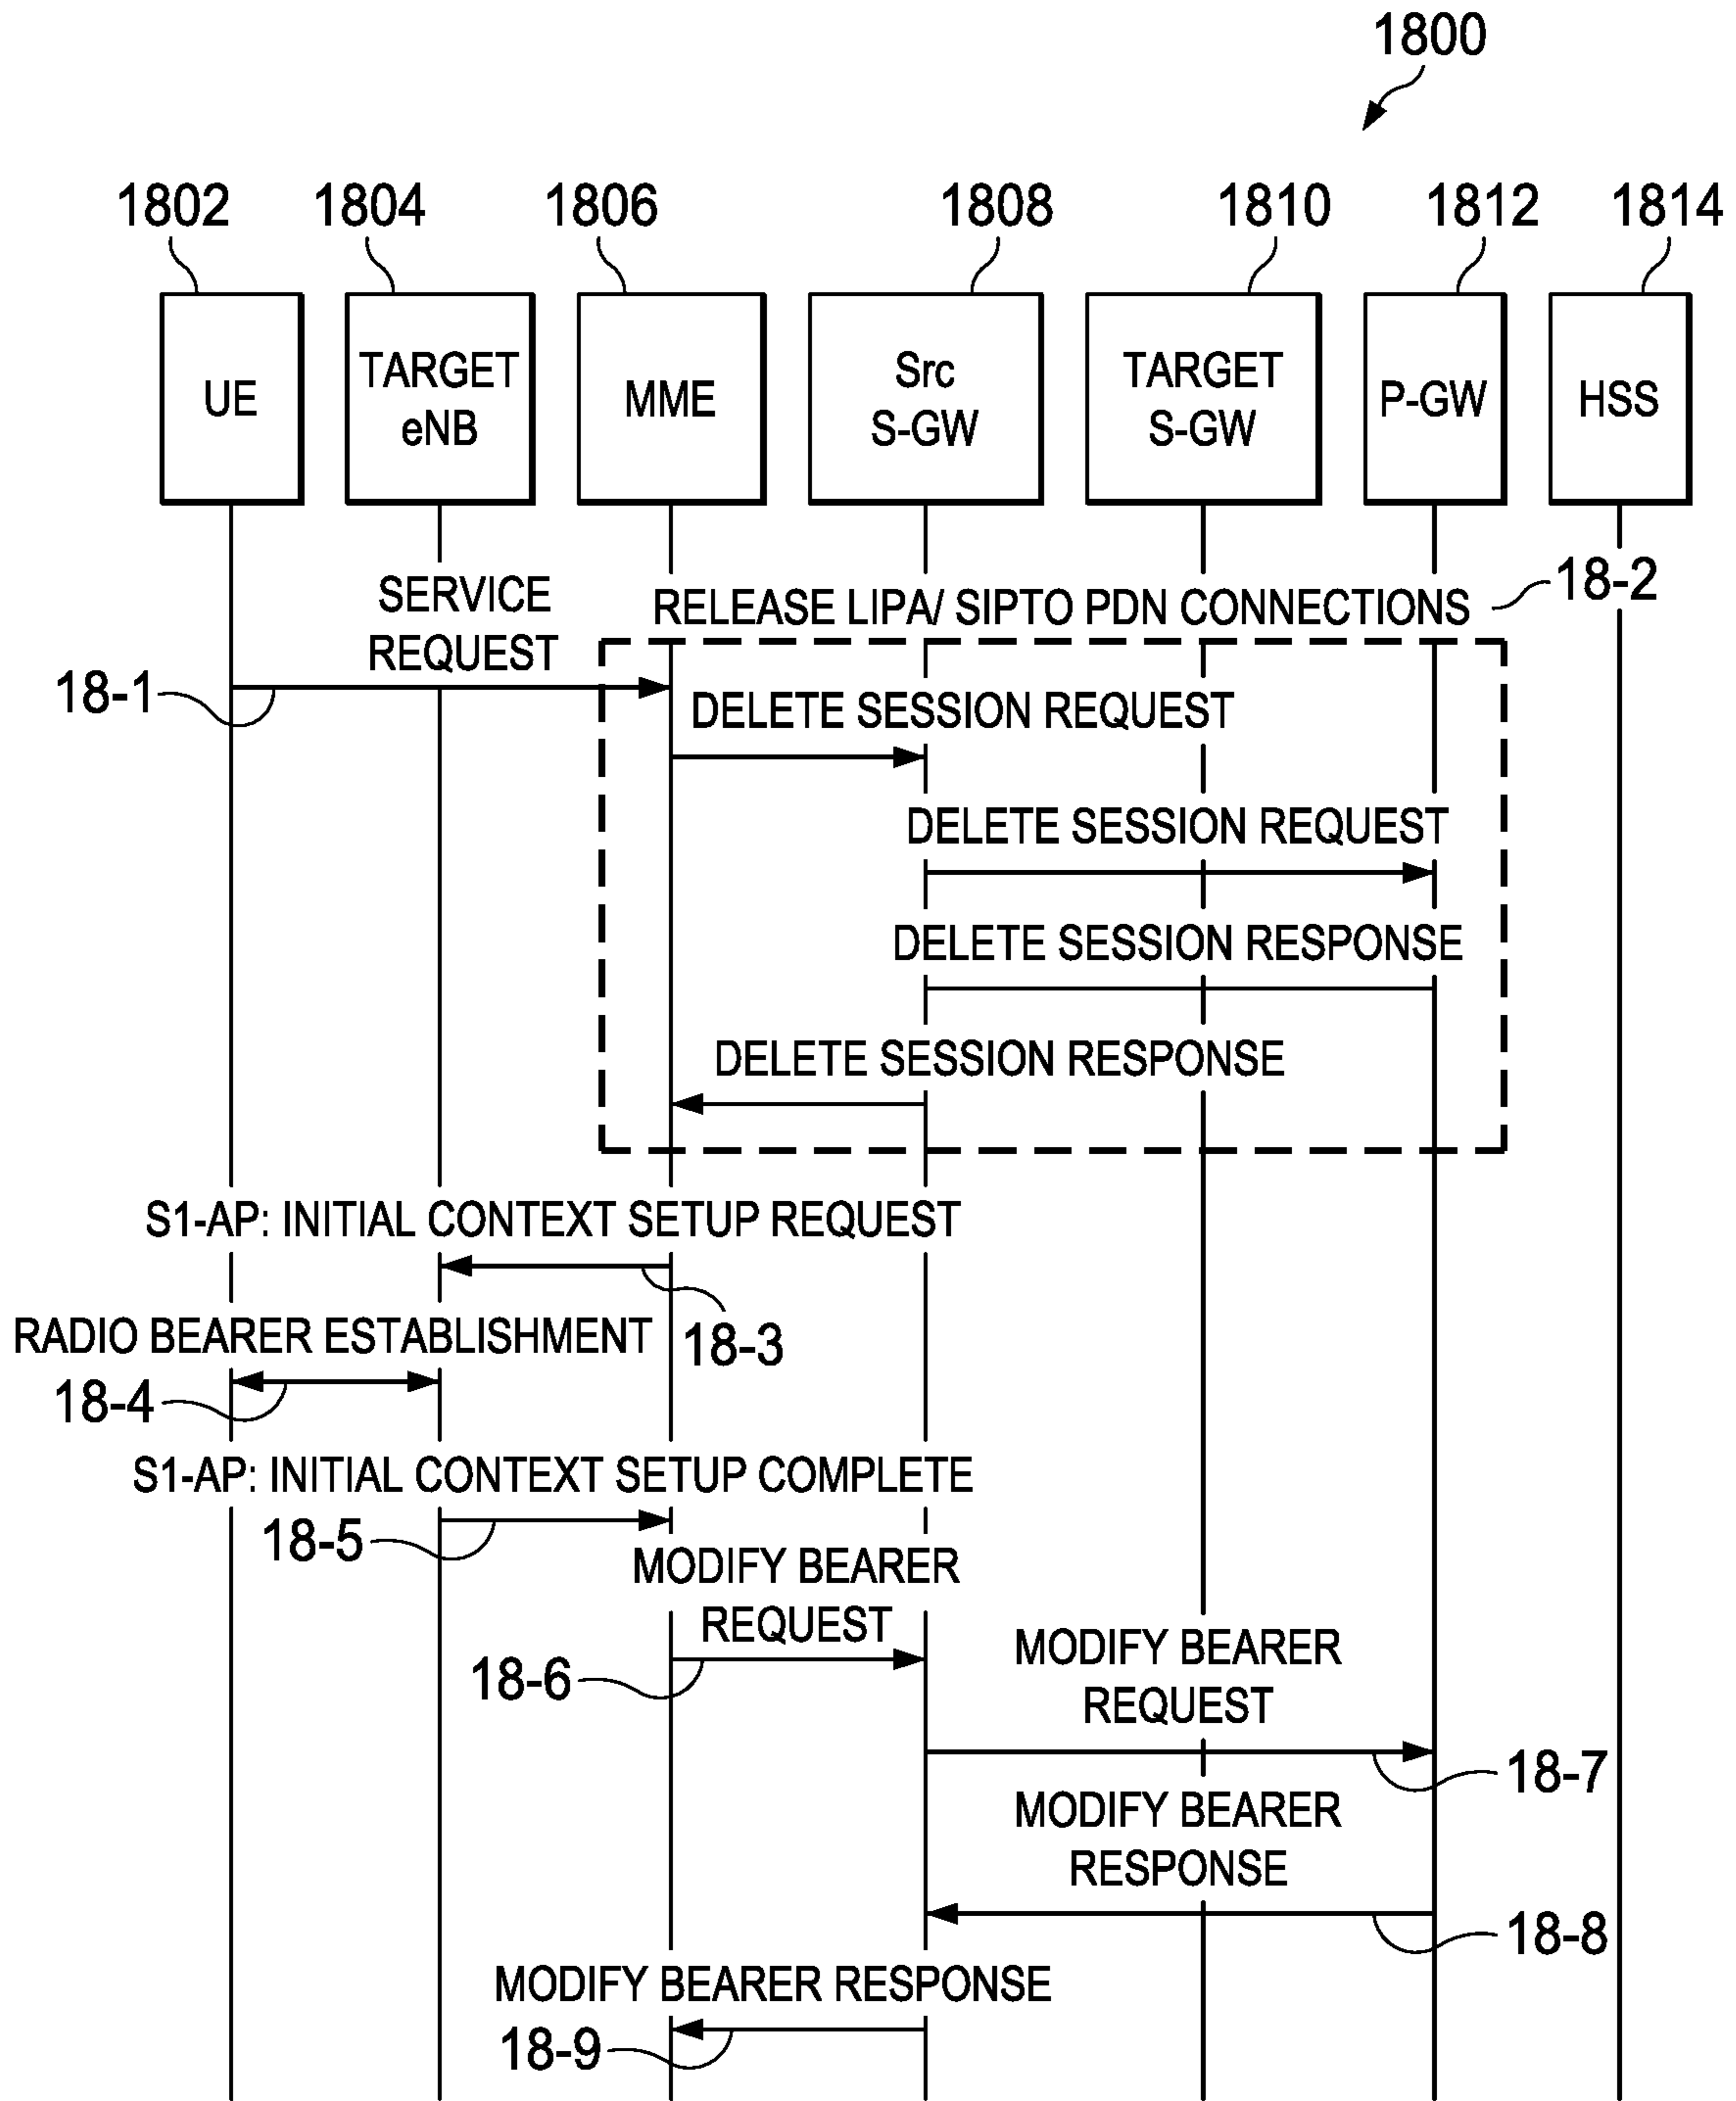 1800
1802
1804
1806
1808
1810
1812
1814
UE
TARGET
eNB
MME
Src
S-GW
TARGET
S-GW
P-GW
HSS
SERVICE
REQUEST
18-1
RELEASE LIPA/ SIPTO PDN CONNECTIONS
18-2
DELETE SESSION REQUEST
DELETE SESSION REQUEST
DELETE SESSION RESPONSE
DELETE SESSION RESPONSE
S1-AP: INITIAL CONTEXT SETUP REQUEST
18-3
RADIO BEARER ESTABLISHMENT
18-4
S1-AP: INITIAL CONTEXT SETUP COMPLETE
18-5
MODIFY BEARER
REQUEST
18-6
MODIFY BEARER
REQUEST
18-7
MODIFY BEARER
RESPONSE
18-8
MODIFY BEARER RESPONSE
18-9